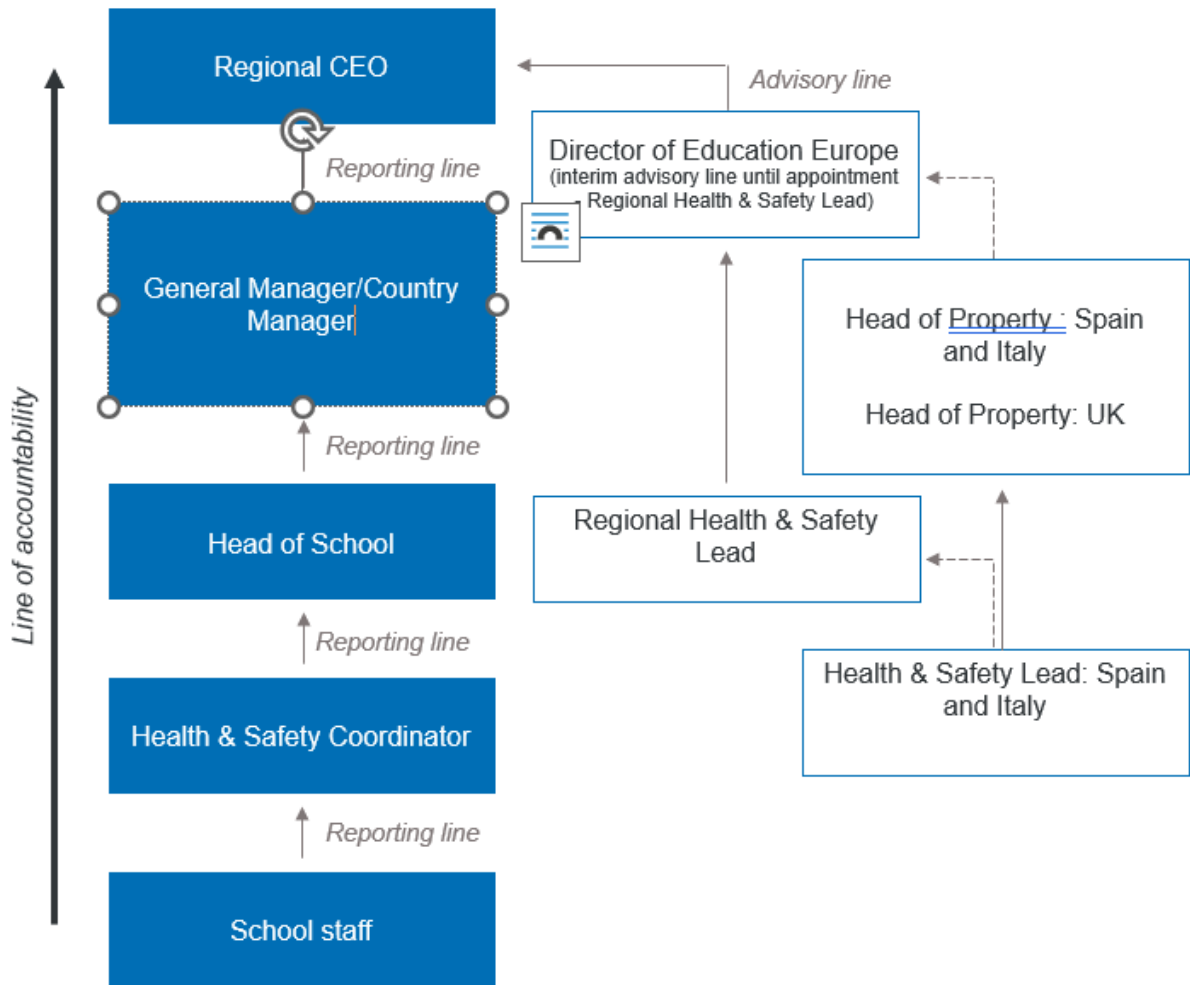 Regional CEO
Advisory line
Reporting line
Director of Education Europe
(interim advisory line until appointment
- Regional Health & Safety Lead)
General Manager/Country
Manager
Head of Property : Spain
and Italy
Head of Property: UK
Line of accountability
Reporting line
Head of School
Regional Health & Safety
Lead
Reporting line
Health & Safety Coordinator
Health & Safety Lead: Spain
and Italy
Reporting line
School staff